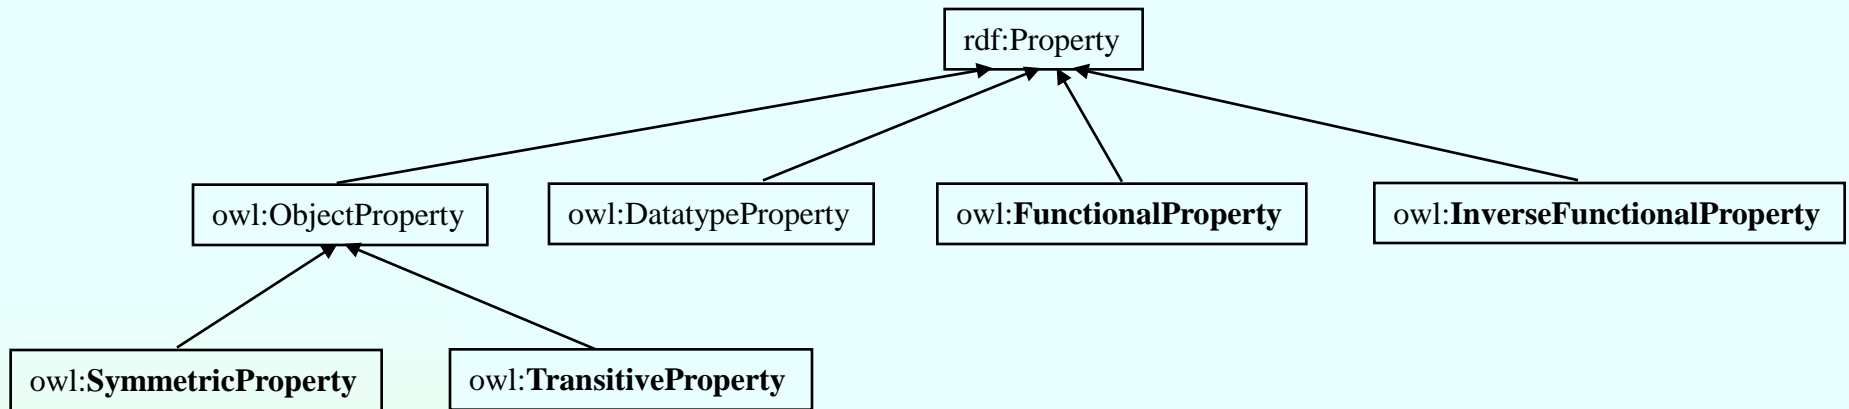 rdf:Property
owl:ObjectProperty
owl:DatatypeProperty
owl:FunctionalProperty
owl:InverseFunctionalProperty
owl:SymmetricProperty
owl:TransitiveProperty